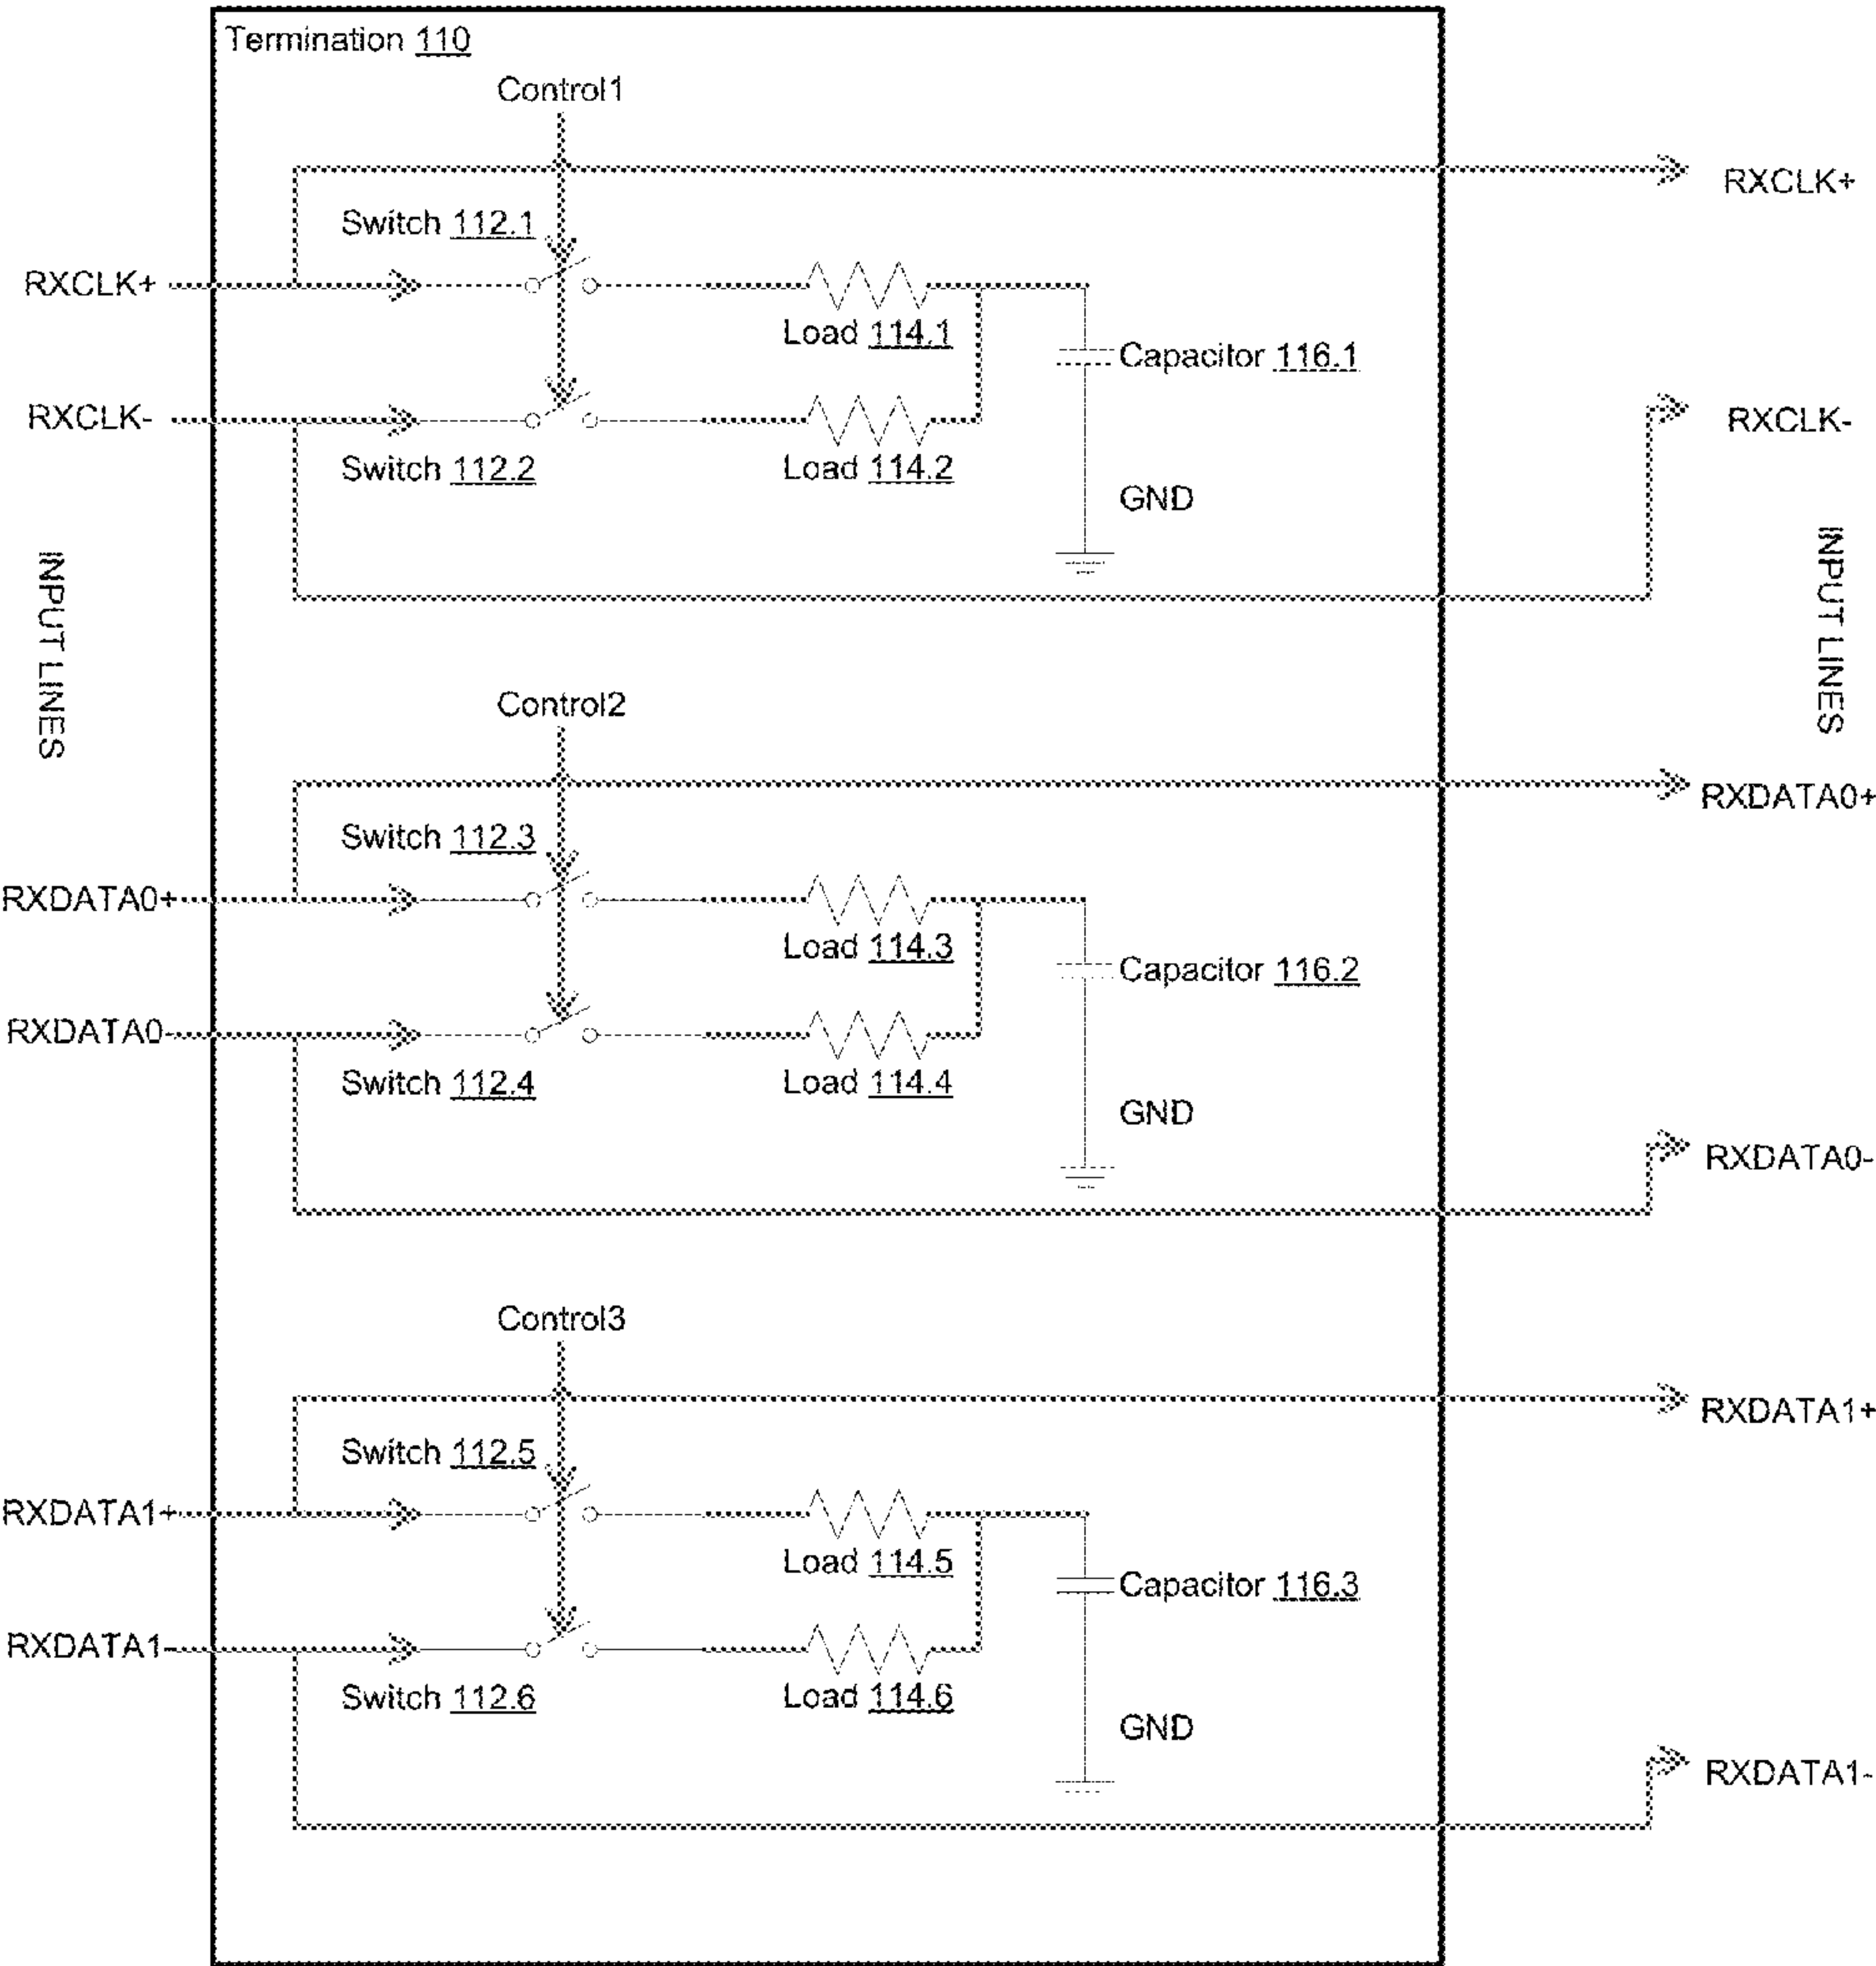 Termination 110
Control1
RXCLK+
Switch 112.1
RXCLK+
Load 114.1
Capacitor 116.1
RXCLK-
RXCLK-
Switch 112.2
Load 114.2
GND
INPUT LINES
INPUT LINES
Control2
RXDATA0+
Switch 112.3
RXDATA0+
Load 114.3
Capacitor 116.2
RXDATA0-
Switch 112.4
Load 114.4
GND
RXDATA0-
Control3
RXDATA1+
Switch 112.5
RXDATA1+
Load 114.5
Capacitor 116.3
RXDATA1-
Switch 112.6
Load 114.6
GND
RXDATA1-